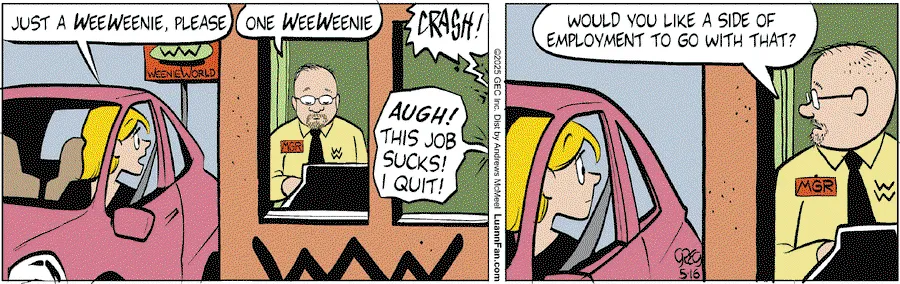 JUST A WEEWEENIE, PLEASE
W
WEENIEWORLD
ONE WEEWEENIE
MGR
W
CRASH!
AUGH!
THIS JOB
SUCKS!
I QUIT!
W
©2025 GEC Inc. Dist by Andrews McMeel LuannFan.com
WOULD YOU LIKE A SIDE OF
EMPLOYMENT TO GO WITH THAT?
MGR
W
W
GREG
5-16